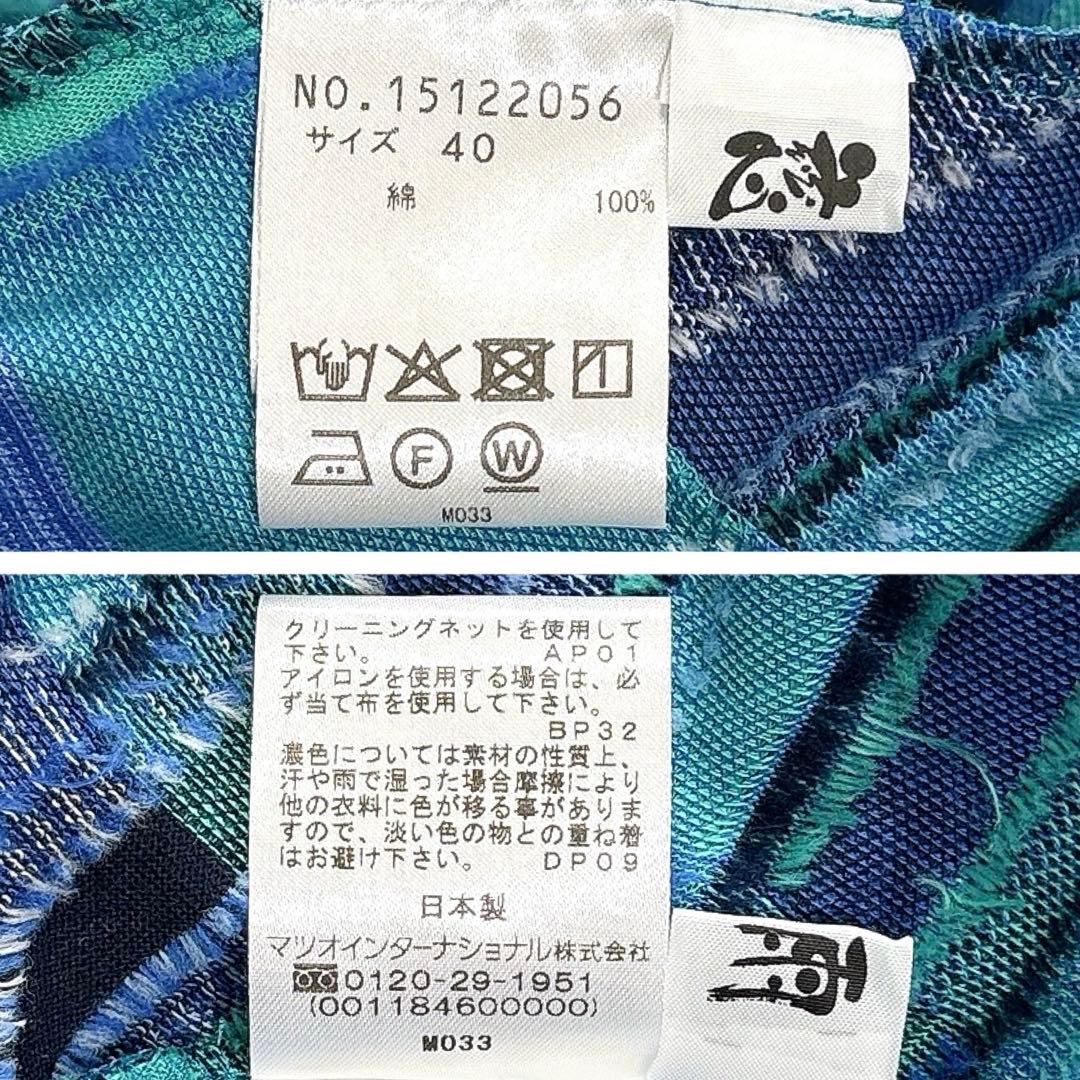 NO.15122056
サイズ 40
綿 100%
F W
M033
クリーニングネットを使用して
下さい。 AP01
アイロンを使用する場合は、必
ず当て布を使用して下さい。
BP32
濃色については素材の性質上、
汗や雨で湿った場合摩擦により
他の衣料に色が移る事がありま
すので、淡い色の物との重ね着
はお避け下さい。 DP09
日本製
マツオインターナショナル株式会社
0120-29-1951
(001184600000)
M033